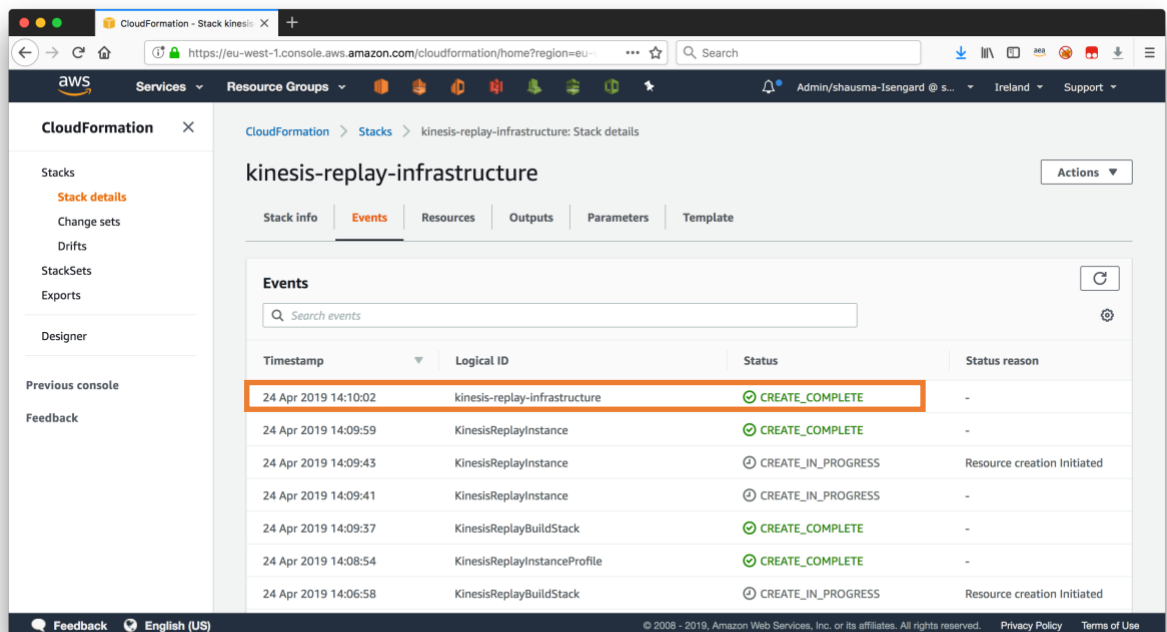 CloudFormation - Stack kinesis
https://eu-west-1.console.aws.amazon.com/cloudformation/home?region=eu-
Search
aws Services Resource Groups Admin/shausma-Isengard @ s... Ireland Support
CloudFormation
Stacks
Stack details
Change sets
Drifts
StackSets
Exports
Designer
Previous console
Feedback
CloudFormation > Stacks > kinesis-replay-infrastructure: Stack details
kinesis-replay-infrastructure
Actions
Stack info Events Resources Outputs Parameters Template
Events
Search events
Timestamp Logical ID Status Status reason
24 Apr 2019 14:10:02 kinesis-replay-infrastructure CREATE_COMPLETE -
24 Apr 2019 14:09:59 KinesisReplayInstance CREATE_COMPLETE -
24 Apr 2019 14:09:43 KinesisReplayInstance CREATE_IN_PROGRESS Resource creation Initiated
24 Apr 2019 14:09:41 KinesisReplayInstance CREATE_IN_PROGRESS -
24 Apr 2019 14:09:37 KinesisReplayBuildStack CREATE_COMPLETE -
24 Apr 2019 14:08:54 KinesisReplayInstanceProfile CREATE_COMPLETE -
24 Apr 2019 14:06:58 KinesisReplayBuildStack CREATE_IN_PROGRESS Resource creation Initiated
Feedback English (US) © 2008 - 2019, Amazon Web Services, Inc. or its affiliates. All rights reserved. Privacy Policy Terms of Use